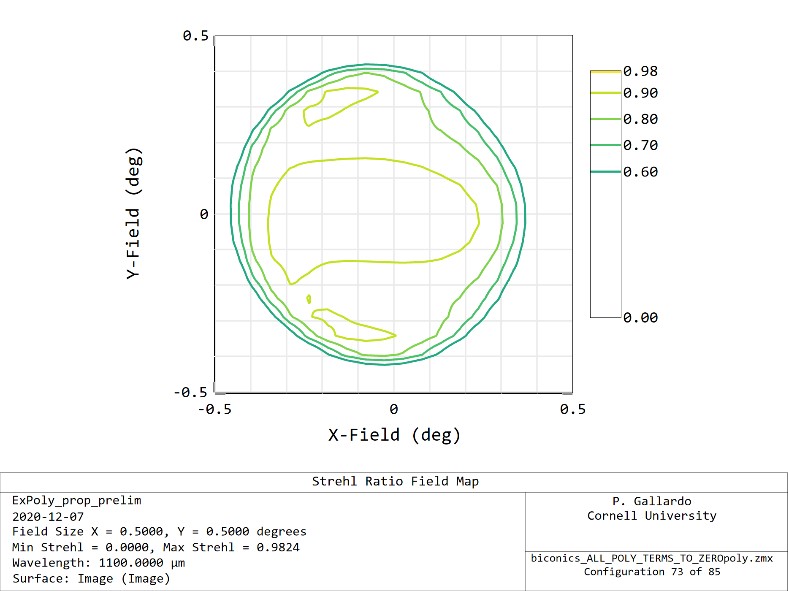 0.5
0
-0.5
Y-Field (deg)
-0.5
0
0.5
X-Field (deg)
0.98
0.90
0.80
0.70
0.60
0.00
Strehl Ratio Field Map
ExPoly_prop_prelim
2020-12-07
Field Size X = 0.5000, Y = 0.5000 degrees
Min Strehl = 0.0000, Max Strehl = 0.9824
Wavelength: 1100.0000 µm
Surface: Image (Image)
P. Gallardo
Cornell University
biconics_ALL_POLY_TERMS_TO_ZEROpoly.zmx
Configuration 73 of 85